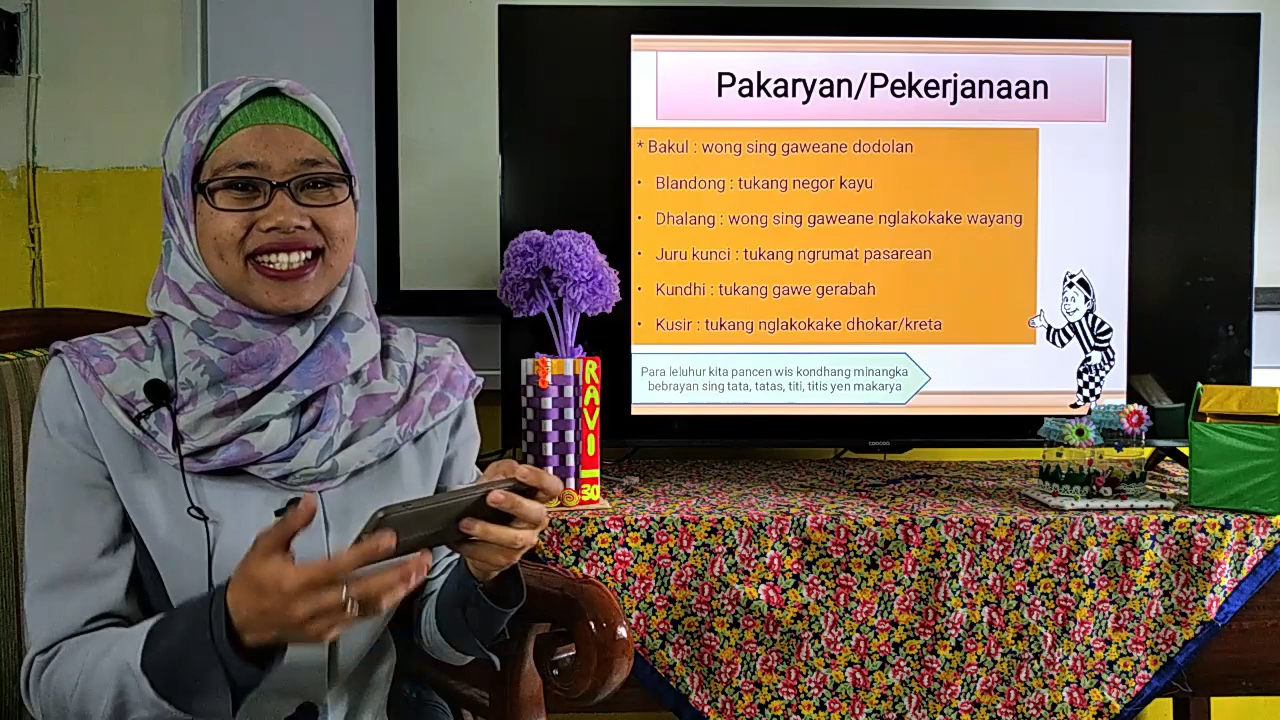 Pakaryan/Pekerjanaan
* Bakul : wong sing gaweane dodolan
• Blandong : tukang negor kayu
• Dhalang : wong sing gaweane nglakokake wayang
• Juru kunci : tukang ngrumat pasarean
• Kundhi : tukang gawe gerabah
• Kusir : tukang nglakokake dhokar/kreta
Para leluhur kita pancen wis kondhang minangka
bebrayan sing tata, tatas, titi, titis yen makarya
coocaa
RAVI_30